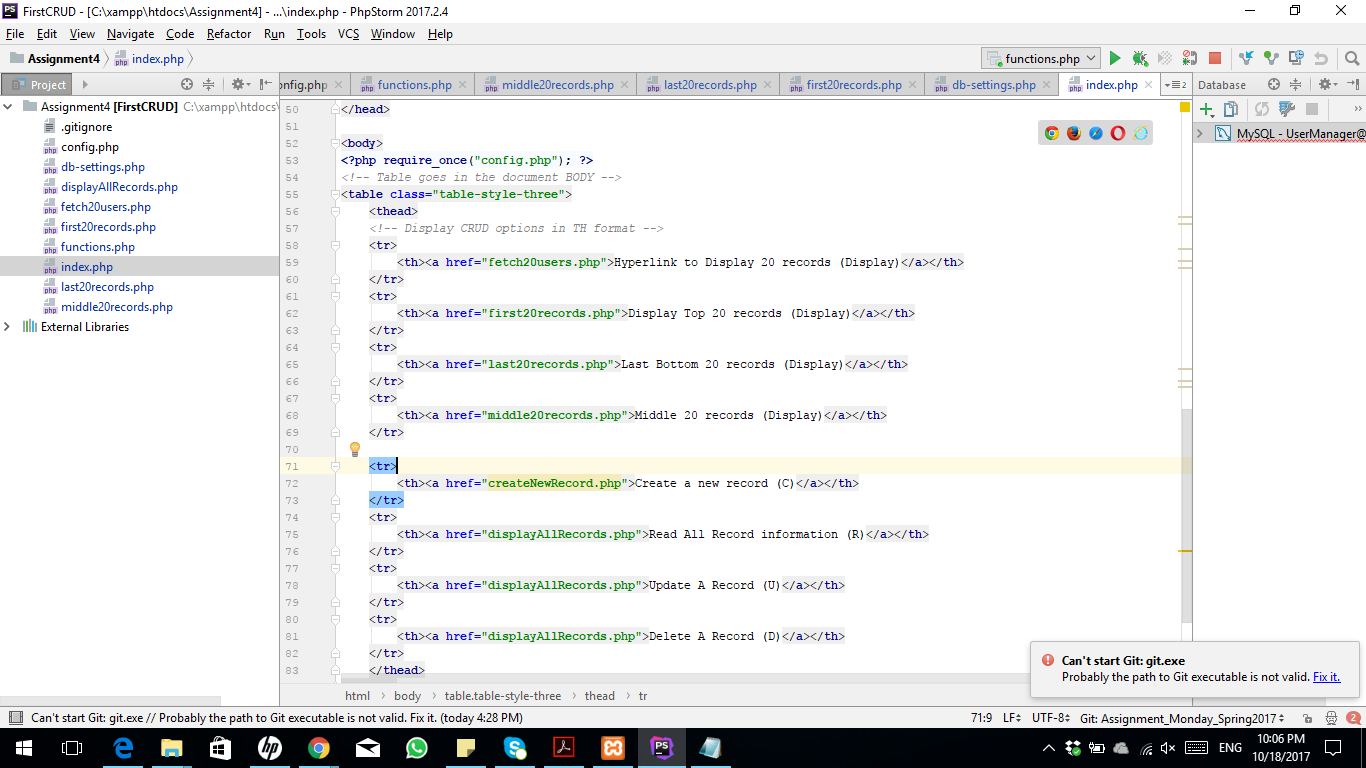 FirstCRUD - [C:\xampp\htdocs\Assignment4] - ...\index.php - PhpStorm 2017.2.4
File Edit View Navigate Code Refactor Run Tools VCS Window Help
Assignment4 index.php functions.php
Project onfig.php functions.php middle20records.php last20records.php first20records.php db-settings.php index.php 2 Database
Assignment4 [FirstCRUD] C:\xampp\htdocs\
.gitignore
config.php
db-settings.php
displayAllRecords.php
fetch20users.php
first20records.php
functions.php
index.php
last20records.php
middle20records.php
External Libraries
50 </head>
51
52 <body>
53 <?php require_once("config.php"); ?>
54 <!-- Table goes in the document BODY -->
55 <table class="table-style-three">
56 <thead>
57 <!-- Display CRUD options in TH format -->
58 <tr>
59 <th><a href="fetch20users.php">Hyperlink to Display 20 records (Display)</a></th>
60 </tr>
61 <tr>
62 <th><a href="first20records.php">Display Top 20 records (Display)</a></th>
63 </tr>
64 <tr>
65 <th><a href="last20records.php">Last Bottom 20 records (Display)</a></th>
66 </tr>
67 <tr>
68 <th><a href="middle20records.php">Middle 20 records (Display)</a></th>
69 </tr>
70
71 <tr>
72 <th><a href="createNewRecord.php">Create a new record (C)</a></th>
73 </tr>
74 <tr>
75 <th><a href="displayAllRecords.php">Read All Record information (R)</a></th>
76 </tr>
77 <tr>
78 <th><a href="displayAllRecords.php">Update A Record (U)</a></th>
79 </tr>
80 <tr>
81 <th><a href="displayAllRecords.php">Delete A Record (D)</a></th>
82 </tr>
83 </thead>
MySQL - UserManager@
html body table.table-style-three thead tr
Can't start Git: git.exe
Probably the path to Git executable is not valid. Fix it.
Can't start Git: git.exe // Probably the path to Git executable is not valid. Fix it. (today 4:28 PM) 71:9 LF UTF-8 Git: Assignment_Monday_Spring2017 2
ENG 10:06 PM
10/18/2017